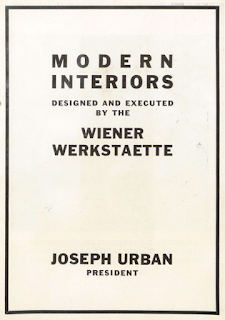 MODERN
INTERIORS
DESIGNED AND EXECUTED
BY THE
WIENER
WERKSTAETTE
JOSEPH URBAN
PRESIDENT